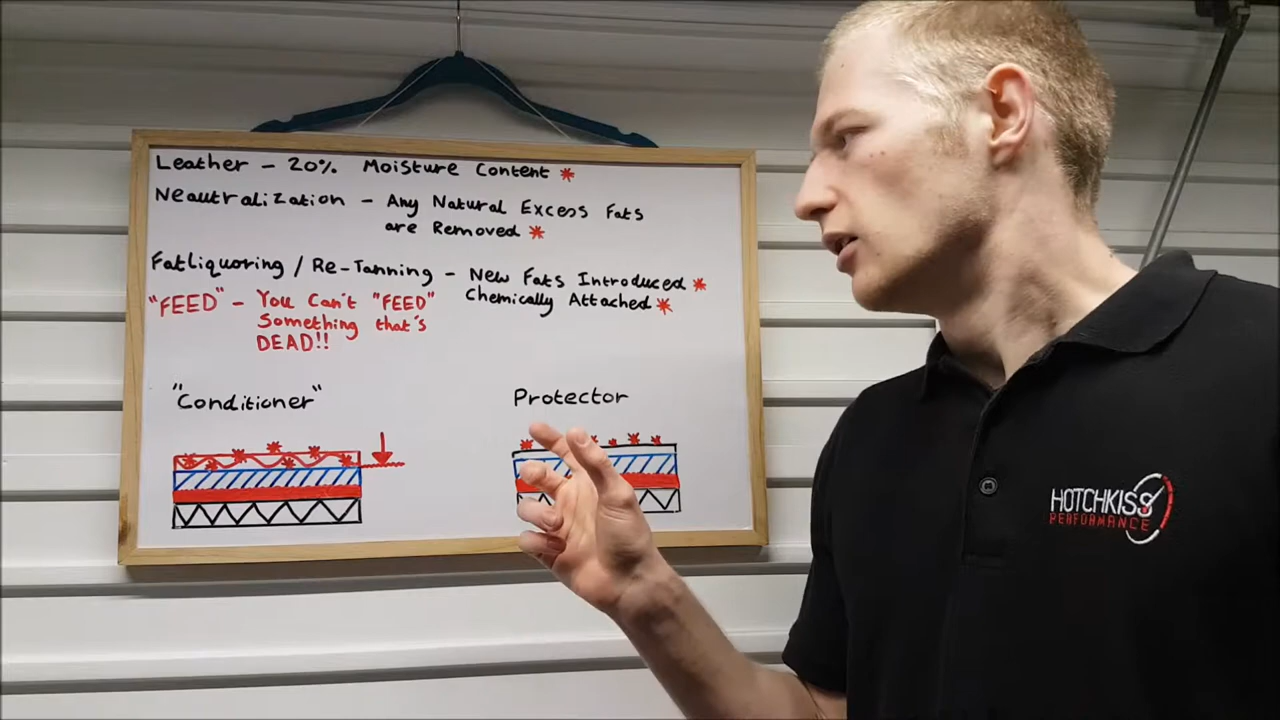 Leather - 20% Moisture Content *
Neautralization - Any Natural Excess Fats
are Removed *
Fatliquoring / Re-Tanning - New Fats Introduced *
Chemically Attached *
"FEED" - You Can't "FEED"
Something that's
DEAD!!
"Conditioner"
Protector
HOTCHKISS
PERFORMANCE